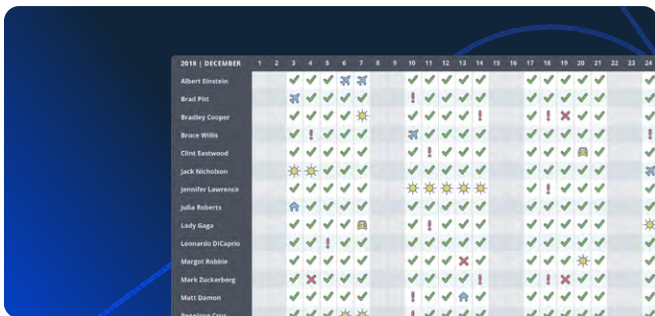 2018 | DECEMBER 1 2 3 4 5 6 7 8 9 10 11 12 13 14 15 16 17 18 19 20 21 22 23 24
Albert Einstein
Brad Pitt
Bradley Cooper
Bruce Willis
Clint Eastwood
Jack Nicholson
Jennifer Lawrence
Julia Roberts
Lady Gaga
Leonardo DiCaprio
Margot Robbie
Mark Zuckerberg
Matt Damon
Penelope Cruz